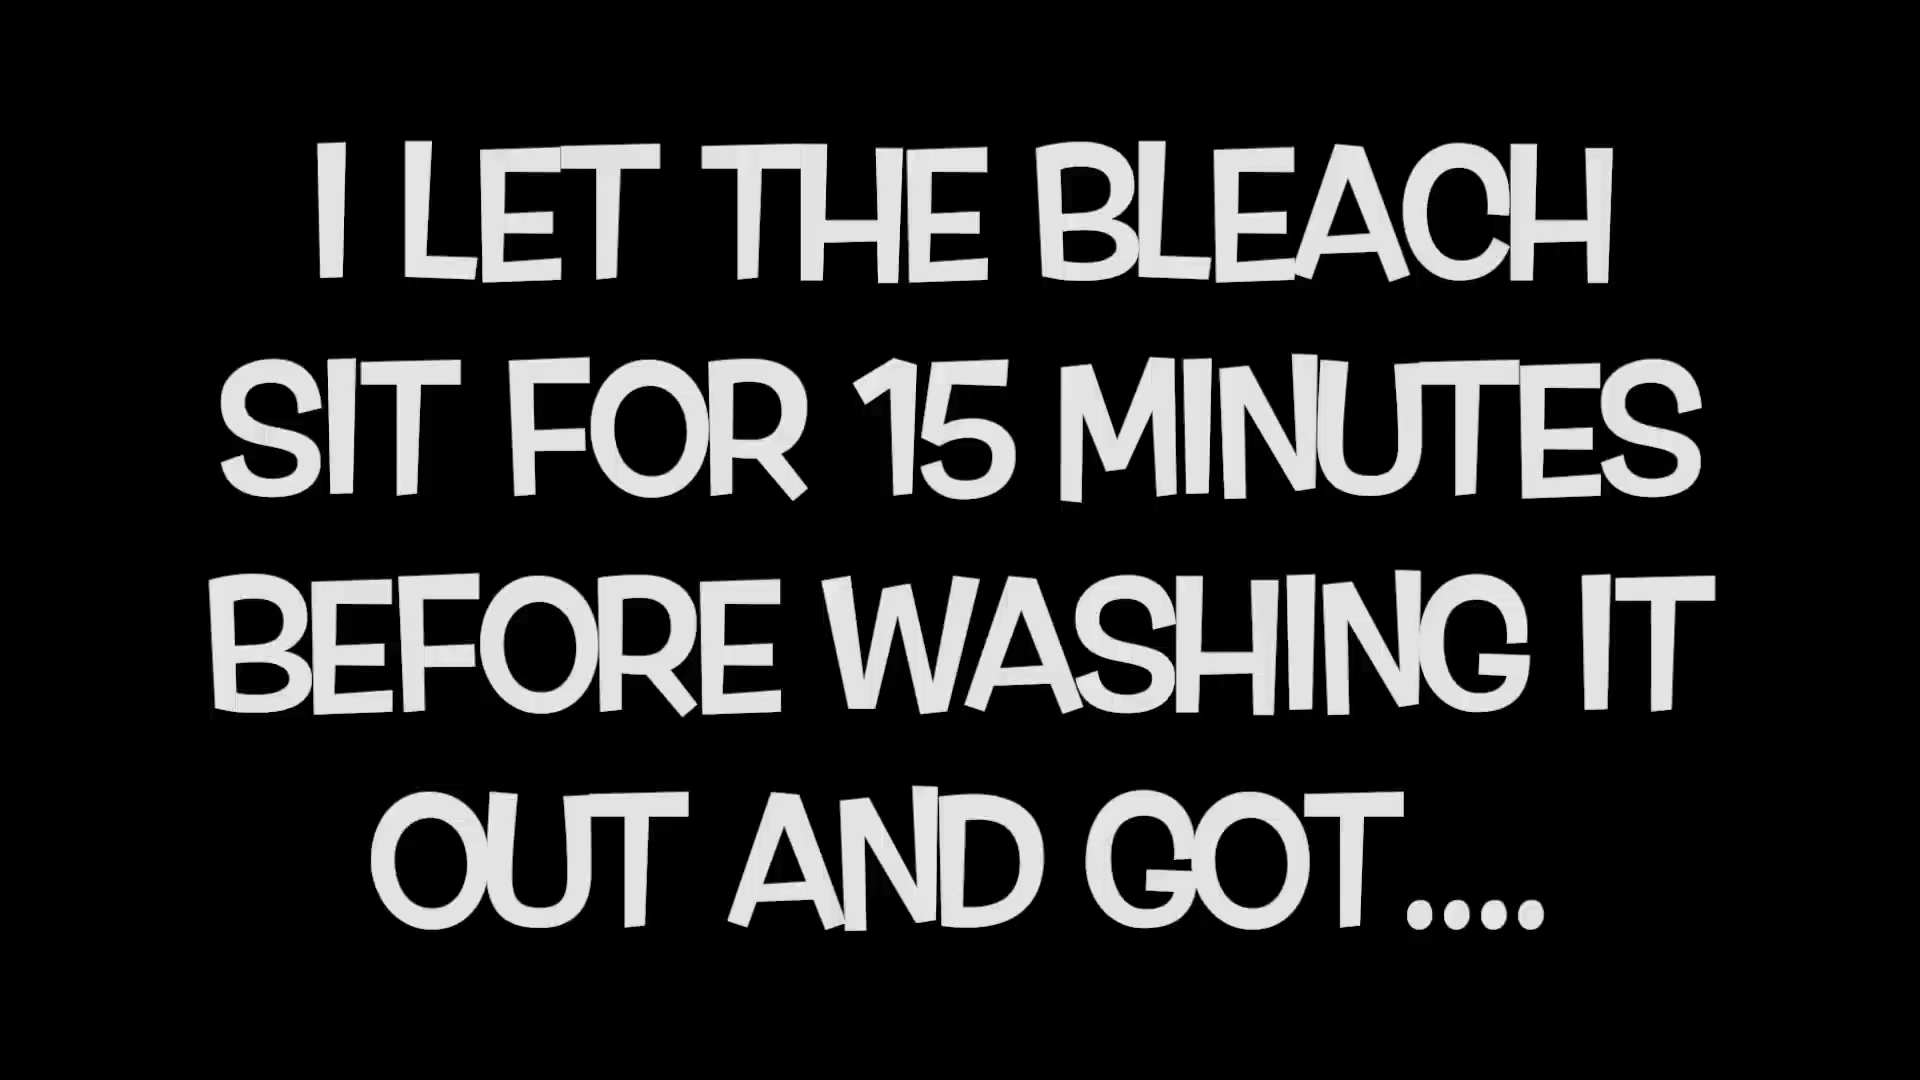 I LET THE BLEACH
SIT FOR 15 MINUTES
BEFORE WASHING IT
OUT AND GOT....